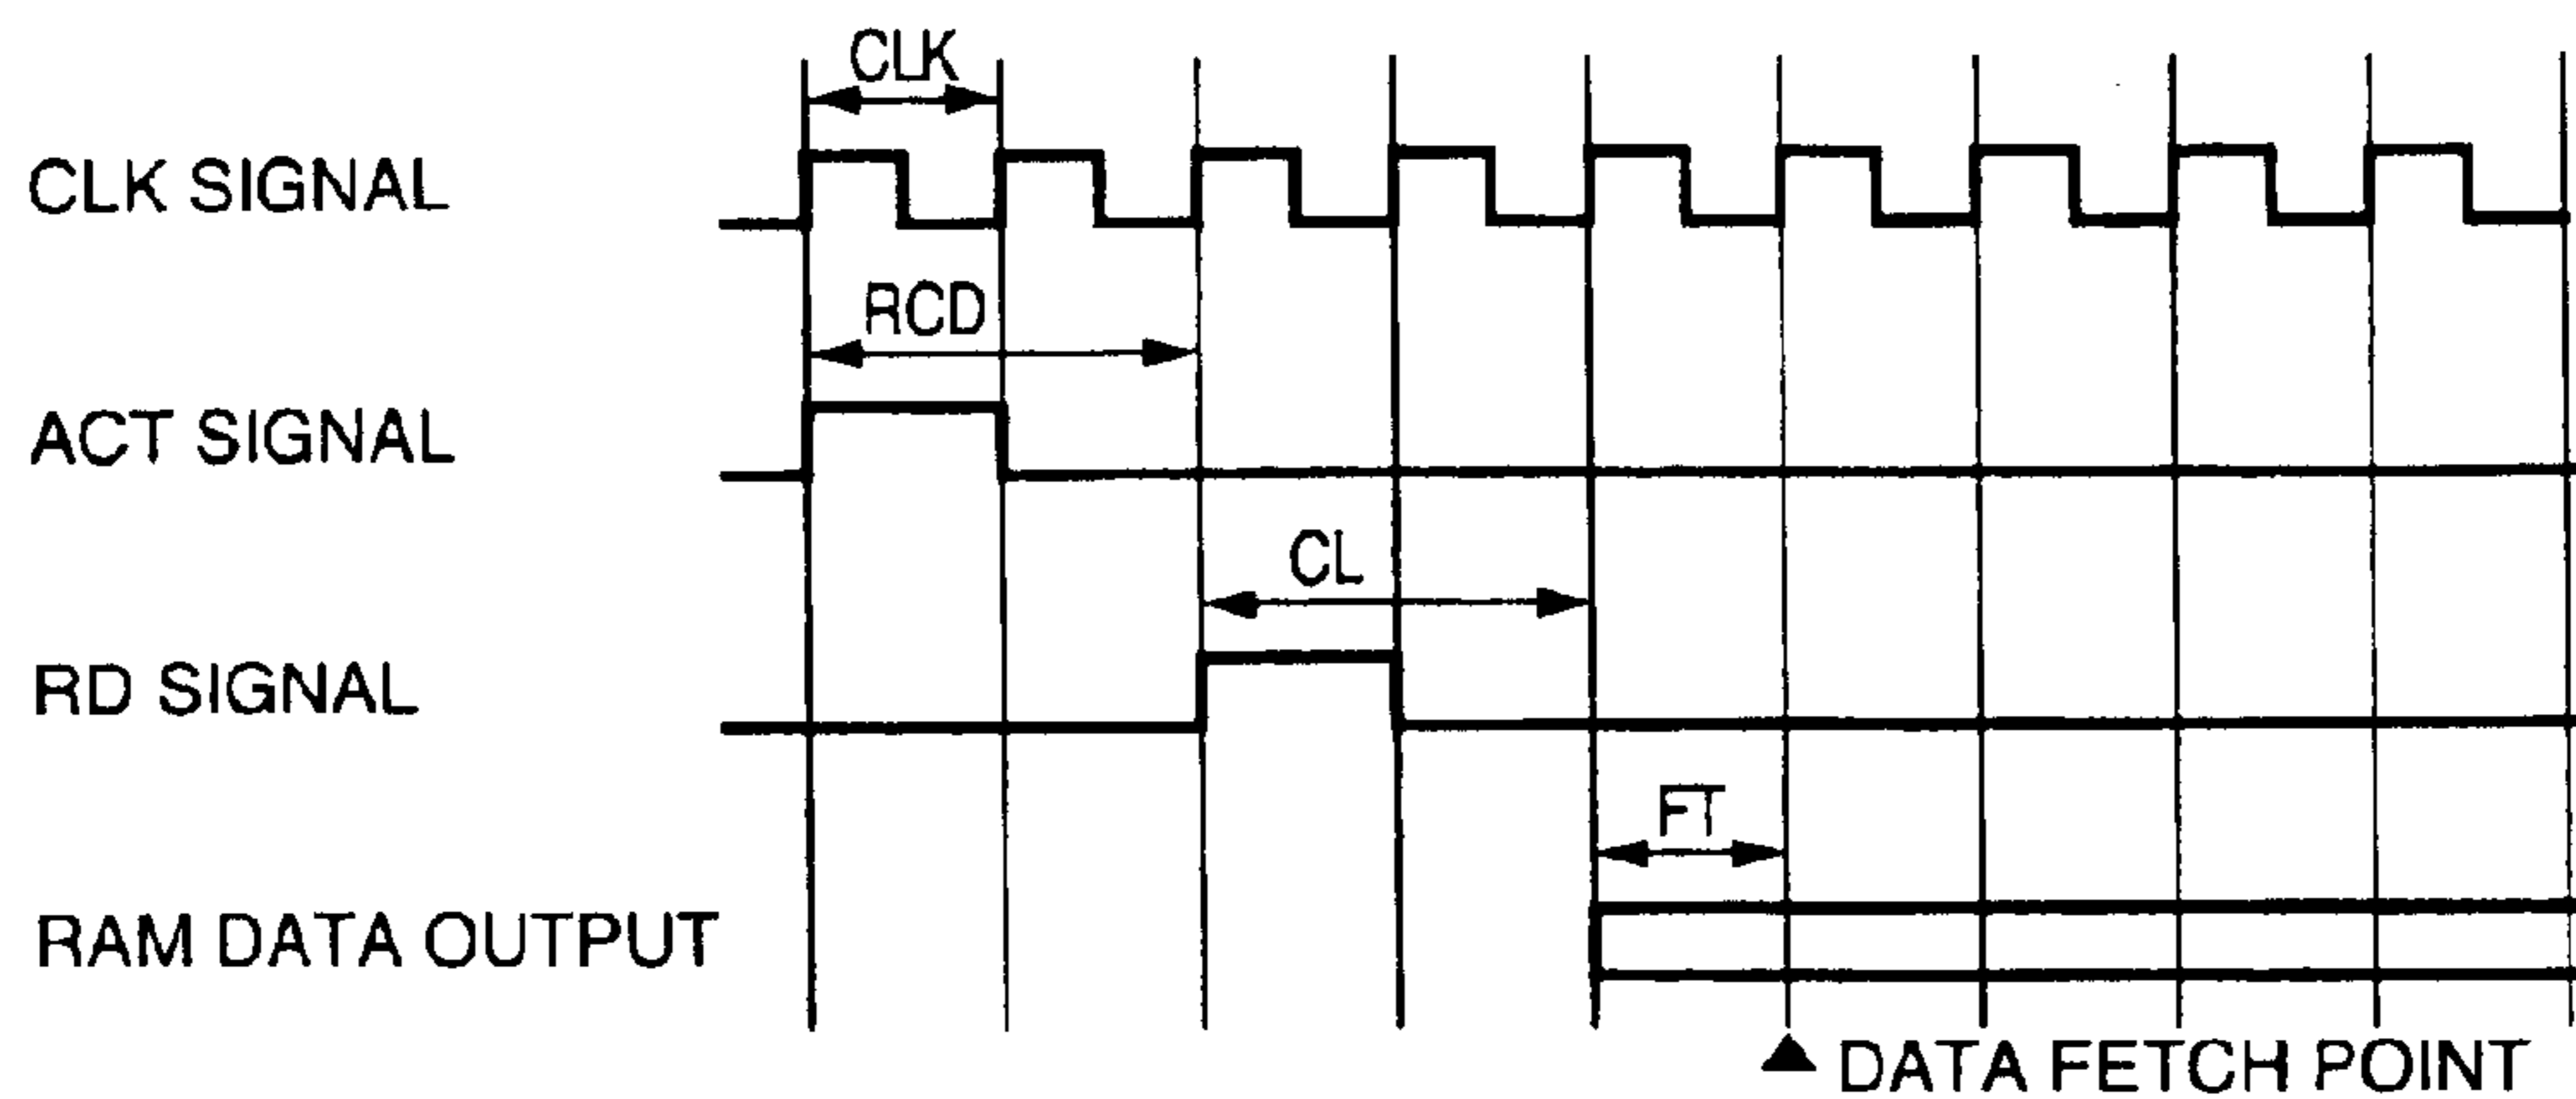 CLK
CLK SIGNAL
RCD
ACT SIGNAL
CL
RD SIGNAL
FT
RAM DATA OUTPUT
DATA FETCH POINT